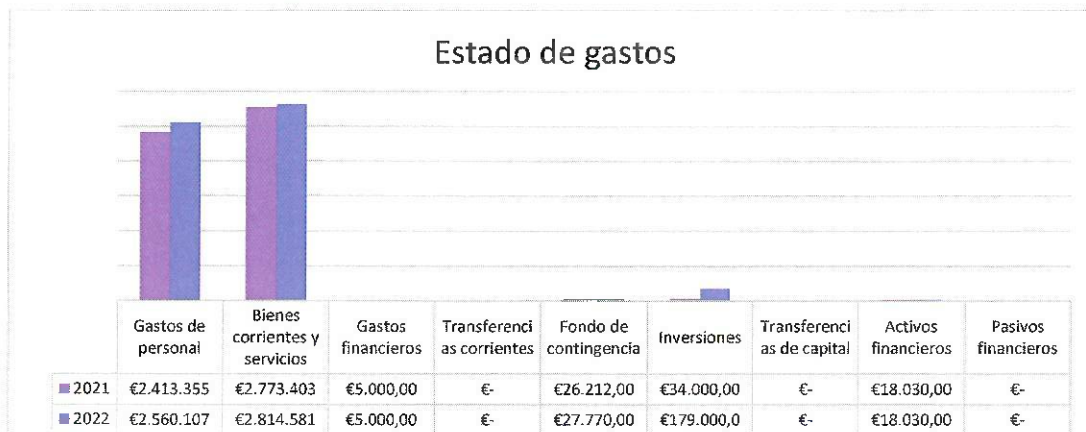 Estado de gastos
Gastos de personal Bienes corrientes y servicios Gastos financieros Transferenci as corrientes Fondo de contingencia Inversiones Transferenci as de capital Activos financieros Pasivos financieros
2021 €2.413.355 €2.773.403 €5.000,00 €- €26.212,00 €34.000,00 €- €18.030,00 €-
2022 €2.560.107 €2.814.581 €5.000,00 €- €27.770,00 €179.000,0 €- €18.030,00 €-